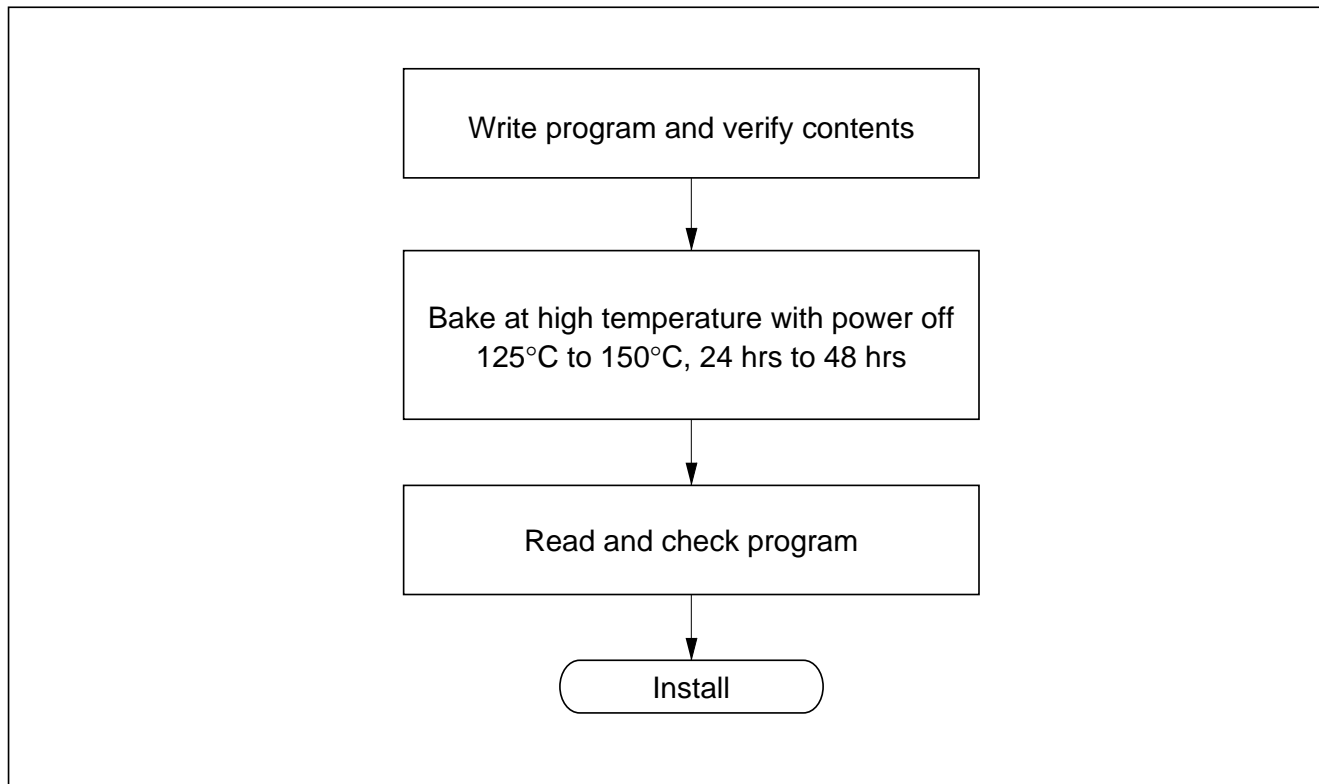 Write program and verify contents
Bake at high temperature with power off
125°C to 150°C, 24 hrs to 48 hrs
Read and check program
Install